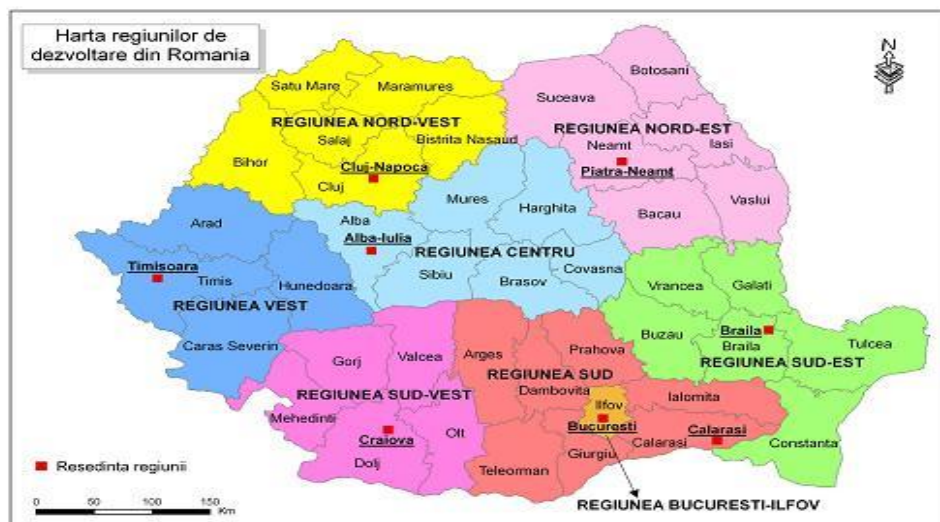 Harta regiunilor de
dezvoltare din Romania
N
Botosani
Satu Mare
Maramures
Suceava
REGIUNEA NORD-VEST
REGIUNEA NORD-EST
Salaj
Bistrita Nasaud
Neamt
Iasi
Bihor
Cluj-Napoca
Piatra-Neamt
Cluj
Mures
Harghita
Vaslui
Bacau
Arad
Alba
Alba-Iulia
REGIUNEA CENTRU
Timisoara
Timis
Hunedoara
Sibiu
Brasov
Covasna
Vrancea
Galati
REGIUNEA VEST
Buzau
Braila
Braila
Tulcea
Caras Severin
Gorj
Valcea
Arges
Prahova
REGIUNEA SUD-EST
REGIUNEA SUD
REGIUNEA SUD-VEST
Dambovita
Ilfov
Ialomita
Mehedinti
Craiova
Olt
Bucuresti
Calarasi
Calarasi
Constanta
Dolj
Teleorman
Giurgiu
Resedinta regiunii
0 50 100 150
Km
REGIUNEA BUCURESTI-ILFOV